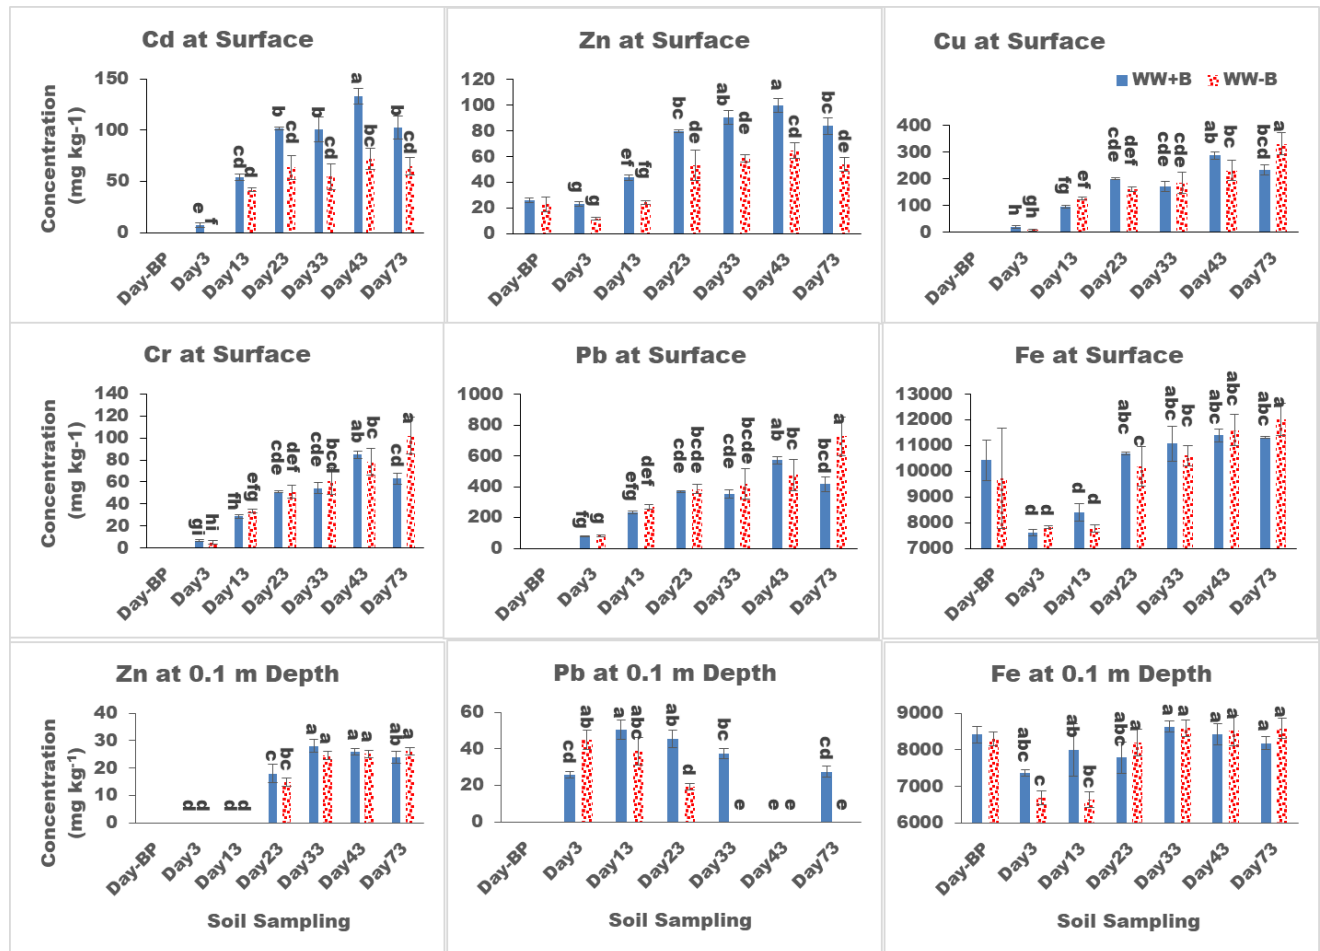 Cd at Surface
Concentration
(mg kg-1)
150
100
50
0
e
f
cd
d
b
cd
b
cd
a
bc
b
cd
Day-BP
Day3
Day13
Day23
Day33
Day43
Day73
Zn at Surface
120
100
80
60
40
20
0
g
g
ef
fg
bc
de
ab
de
a
cd
bc
de
Day-BP
Day3
Day13
Day23
Day33
Day43
Day73
Cu at Surface
WW+B
WW-B
400
300
200
100
0
h
gh
fg
ef
cde
def
cde
cde
ab
bc
bcd
a
Day-BP
Day3
Day13
Day23
Day33
Day43
Day73
Cr at Surface
Concentration
(mg kg-1)
140
120
100
80
60
40
20
0
gi
hi
fh
efg
cde
def
cde
bcd
ab
bc
cd
a
Day-BP
Day3
Day13
Day23
Day33
Day43
Day73
Pb at Surface
1000
800
600
400
200
0
fg
g
efg
def
cde
bcde
cde
bcde
ab
bc
bcd
a
Day-BP
Day3
Day13
Day23
Day33
Day43
Day73
Fe at Surface
13000
12000
11000
10000
9000
8000
7000
d
d
d
d
abc
c
abc
bc
abc
abc
abc
a
Day-BP
Day3
Day13
Day23
Day33
Day43
Day73
Zn at 0.1 m Depth
Concentration
(mg kg⁻¹)
40
30
20
10
0
d
d
d
d
c
bc
a
a
a
a
ab
a
Day-BP
Day3
Day13
Day23
Day33
Day43
Day73
Soil Sampling
Pb at 0.1 m Depth
60
40
20
0
cd
ab
a
abc
ab
d
bc
e
e
e
cd
e
Day-BP
Day3
Day13
Day23
Day33
Day43
Day73
Soil Sampling
Fe at 0.1 m Depth
9000
8000
7000
6000
abc
c
ab
bc
abc
a
a
a
a
a
a
a
Day-BP
Day3
Day13
Day23
Day33
Day43
Day73
Soil Sampling